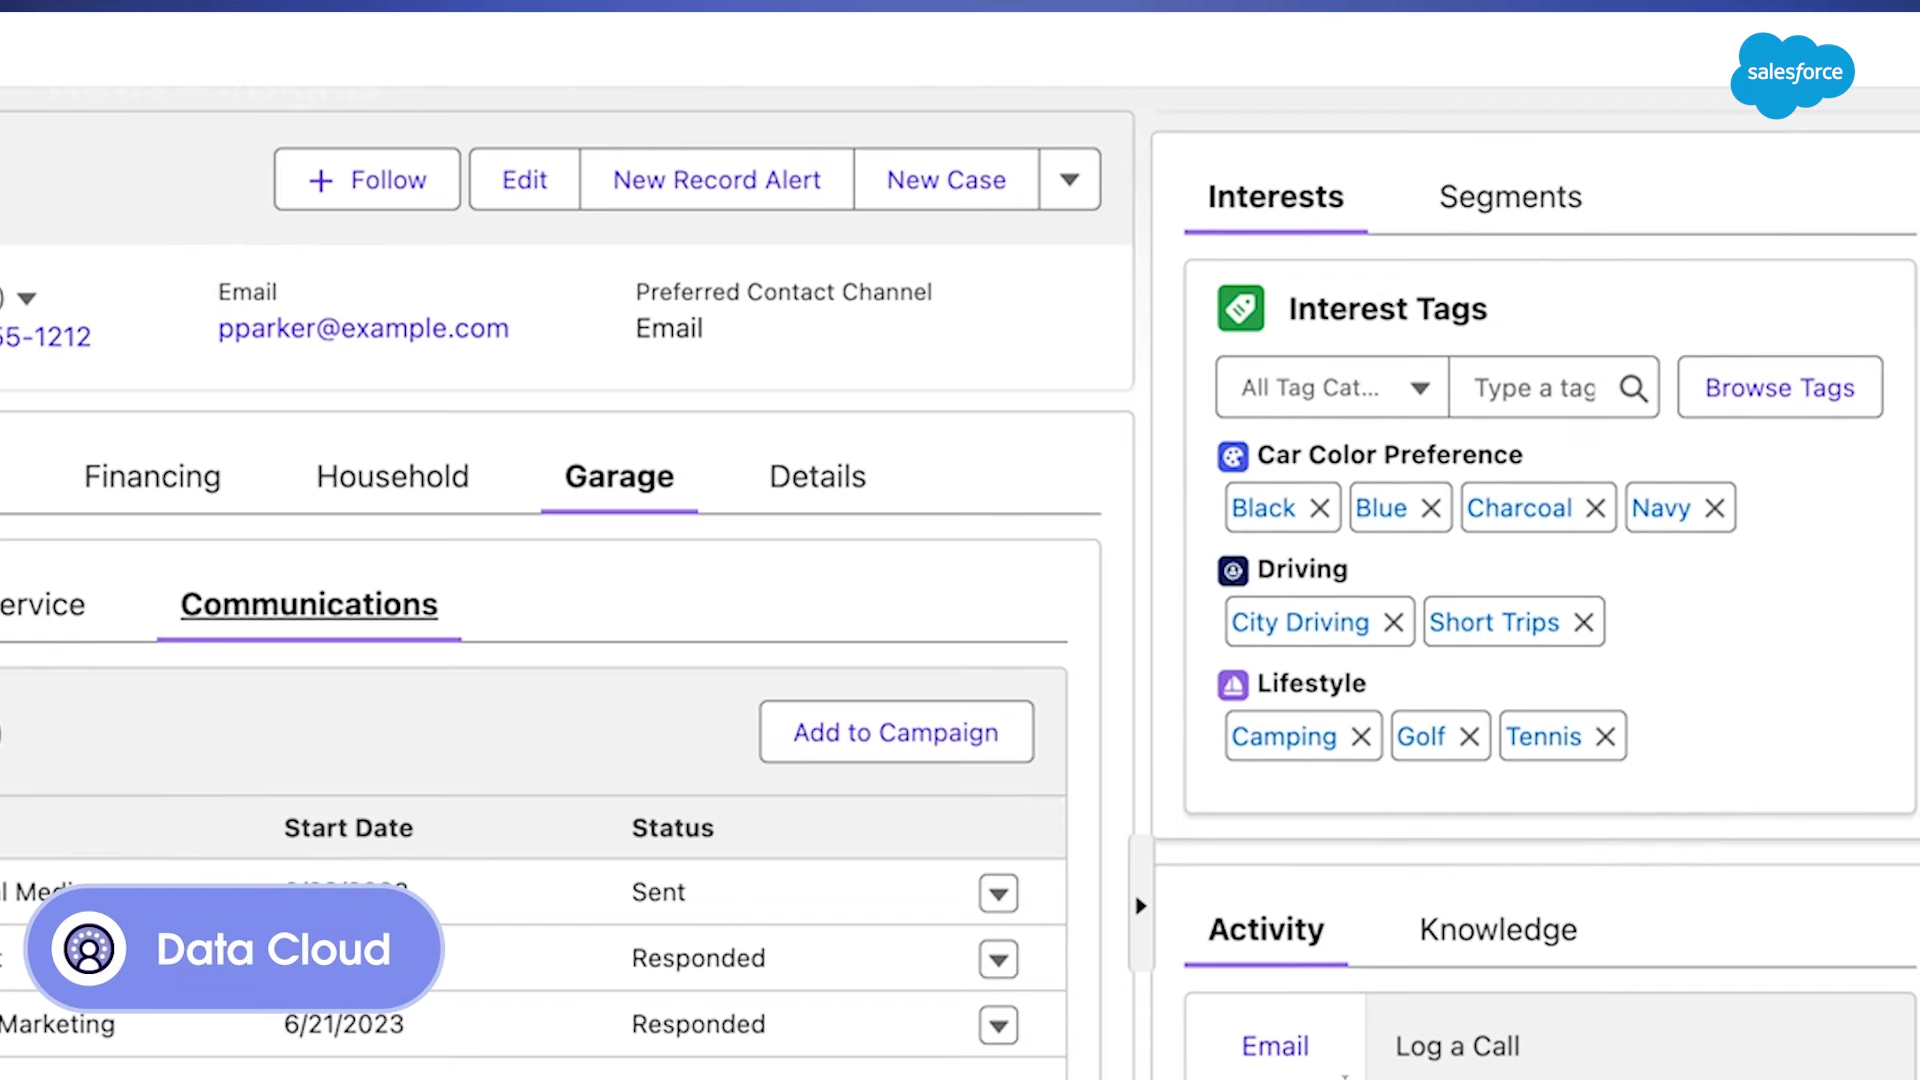 salesforce
+ Follow
Edit
New Record Alert
New Case
Email
Preferred Contact Channel
55-1212
pparker@example.com
Email
Financing
Household
Garage
Details
ervice
Communications
Add to Campaign
Start Date
Status
Sent
Responded
Marketing
6/21/2023
Responded
Data Cloud
Interests
Segments
Interest Tags
All Tag Cat...
Type a tag
Browse Tags
Car Color Preference
Black
Blue
Charcoal
Navy
Driving
City Driving
Short Trips
Lifestyle
Camping
Golf
Tennis
Activity
Knowledge
Email
Log a Call